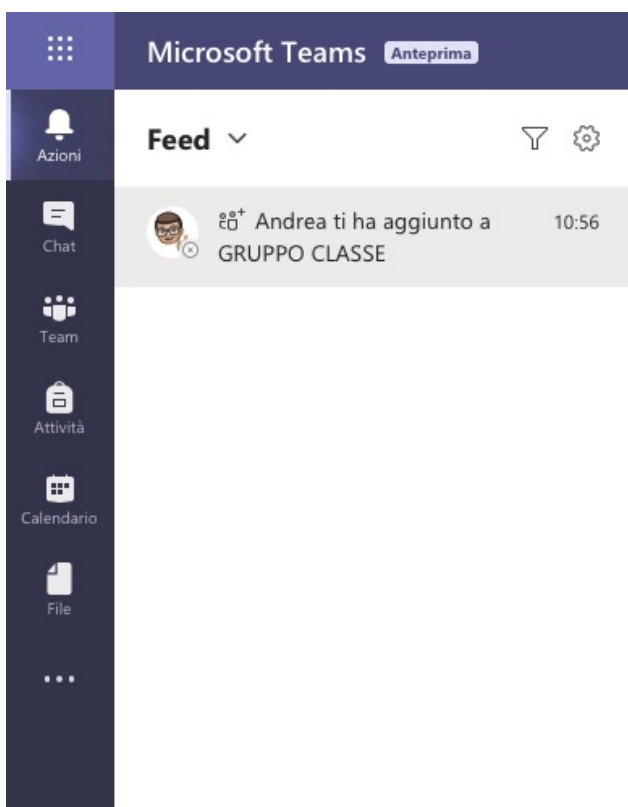 Microsoft Teams Anteprima
Azioni
Feed
Andrea ti ha aggiunto a 10:56
GRUPPO CLASSE
Chat
Team
Attività
Calendario
File